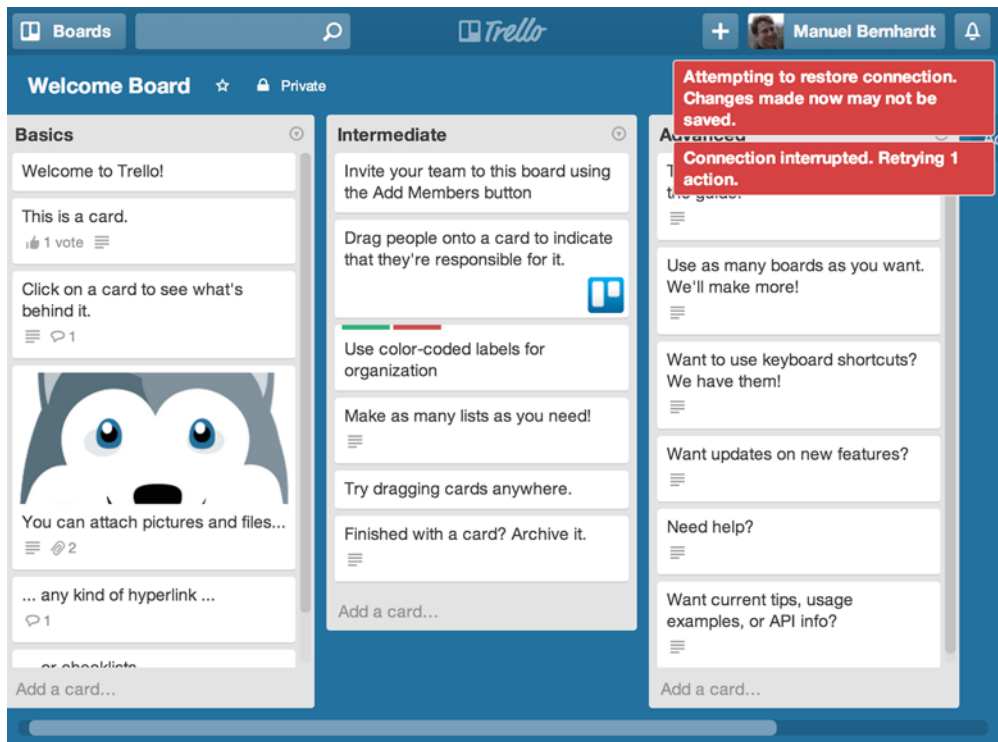 Boards
Trello
Manuel Bernhardt
Welcome Board
Private
Attempting to restore connection.
Changes made now may not be
saved.
Connection interrupted. Retrying 1
action.
Basics
Welcome to Trello!
This is a card.
1 vote
Click on a card to see what's
behind it.
1
You can attach pictures and files...
2
... any kind of hyperlink ...
1
... or checklists
Add a card...
Intermediate
Invite your team to this board using
the Add Members button
Drag people onto a card to indicate
that they're responsible for it.
Use color-coded labels for
organization
Make as many lists as you need!
Try dragging cards anywhere.
Finished with a card? Archive it.
Add a card...
Advanced
the guide?
Use as many boards as you want.
We'll make more!
Want to use keyboard shortcuts?
We have them!
Want updates on new features?
Need help?
Want current tips, usage
examples, or API info?
Add a card...